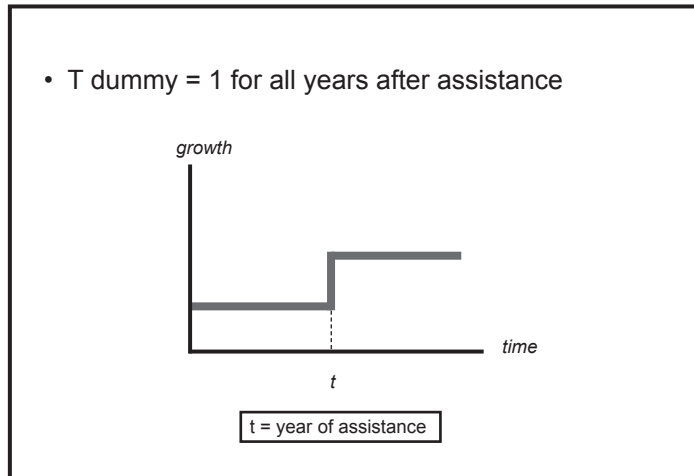 • T dummy = 1 for all years after assistance
growth
time
t
t = year of assistance